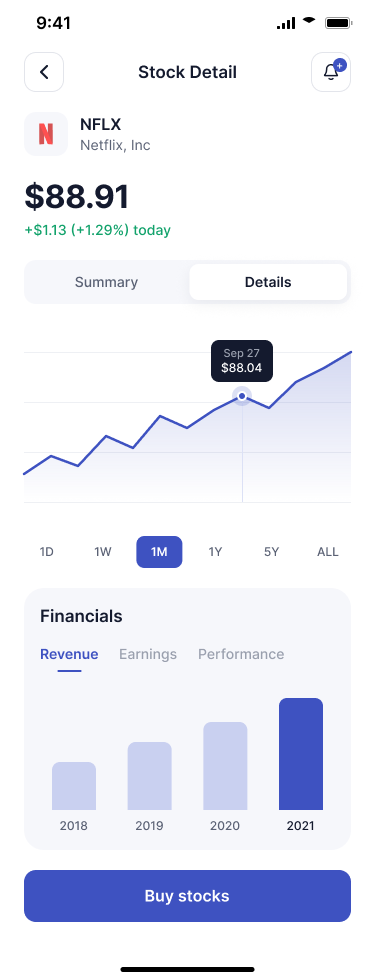 9:41
Stock Detail
+
N
NFLX
Netflix, Inc
$88.91
+$1.13 (+1.29%) today
Summary
Details
Sep 27
$88.04
1D
1W
1M
1Y
5Y
ALL
Financials
Revenue
Earnings
Performance
2018
2019
2020
2021
Buy stocks